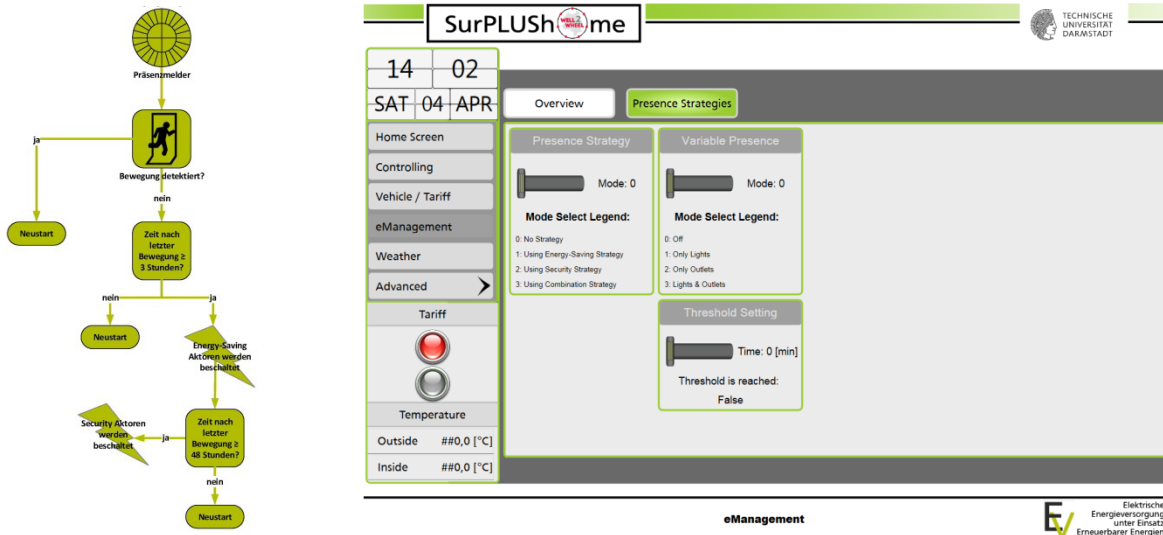 Präsenzmelder
ja
Bewegung detektiert?
nein
Neustart
Zeit nach
letzter
Bewegung ≥
3 Stunden?
nein
ja
Neustart
Energy-Saving
Aktoren werden
beschaltet
Security Aktoren
werden
beschaltet
ja
Zeit nach
letzter
Bewegung ≥
48 Stunden?
nein
Neustart
SurPLUSh me
WELL
2
WHEEL
TECHNISCHE
UNIVERSITÄT
DARMSTADT
14 02
SAT 04 APR
Home Screen
Controlling
Vehicle / Tariff
eManagement
Weather
Advanced
Tariff
Temperature
Outside ##0,0 [°C]
Inside ##0,0 [°C]
Overview
Presence Strategies
Presence Strategy
Mode: 0
Mode Select Legend:
0: No Strategy
1: Using Energy-Saving Strategy
2: Using Security Strategy
3: Using Combination Strategy
Variable Presence
Mode: 0
Mode Select Legend:
0: Off
1: Only Lights
2: Only Outlets
3: Lights & Outlets
Threshold Setting
Time: 0 [min]
Threshold is reached:
False
eManagement
EV
Elektrische
Energieversorgung
unter Einsatz
Erneuerbarer Energien